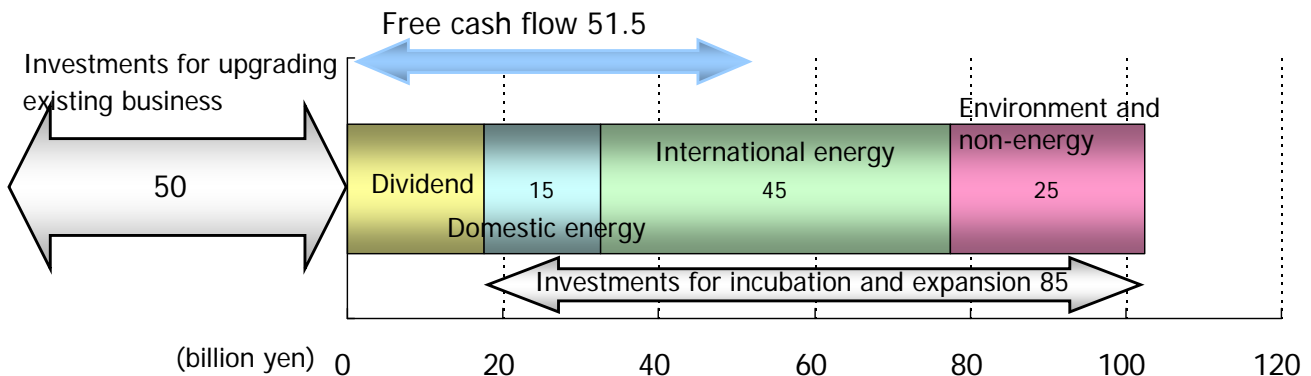 Free cash flow 51.5
Investments for upgrading
existing business
Environment and
non-energy
International energy
50
Dividend
15
45
25
Domestic energy
Investments for incubation and expansion 85
(billion yen) 0 20 40 60 80 100 120